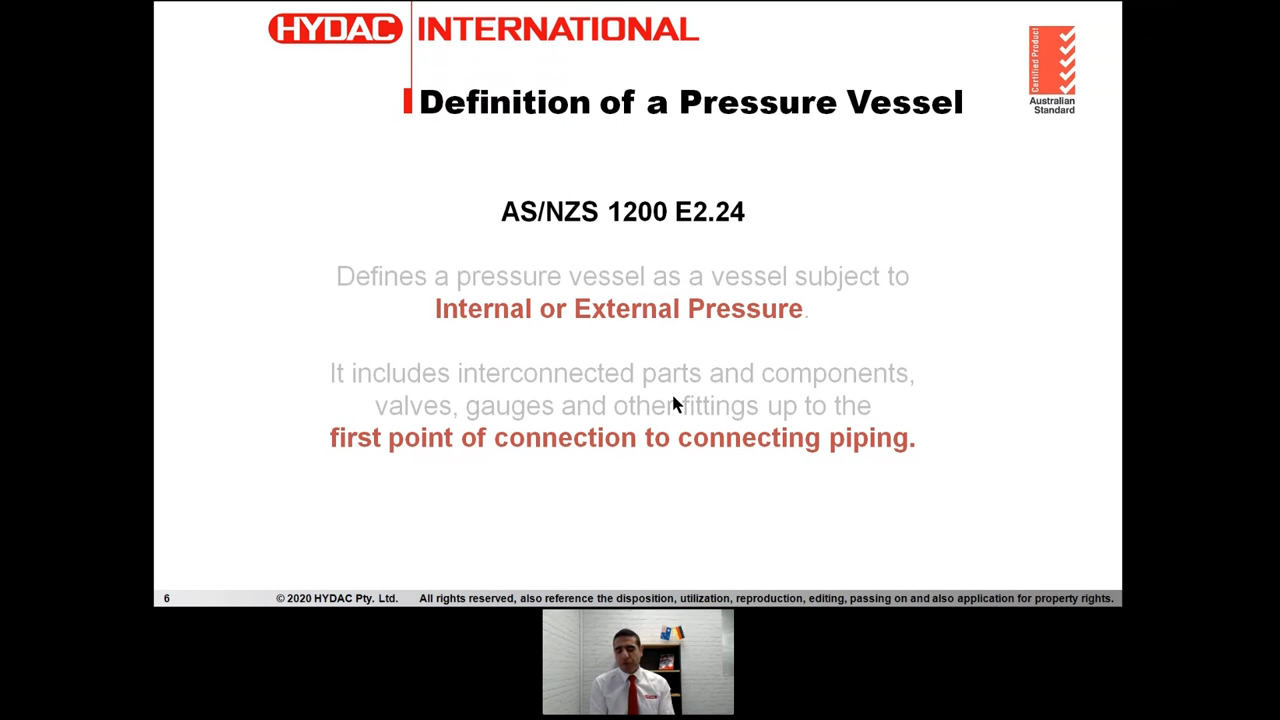 HYDAC INTERNATIONAL
Certified Product
Australian
Standard
Definition of a Pressure Vessel
AS/NZS 1200 E2.24
Defines a pressure vessel as a vessel subject to
Internal or External Pressure.
It includes interconnected parts and components,
valves, gauges and other fittings up to the
first point of connection to connecting piping.
6 © 2020 HYDAC Pty. Ltd. All rights reserved, also reference the disposition, utilization, reproduction, editing, passing on and also application for property rights.